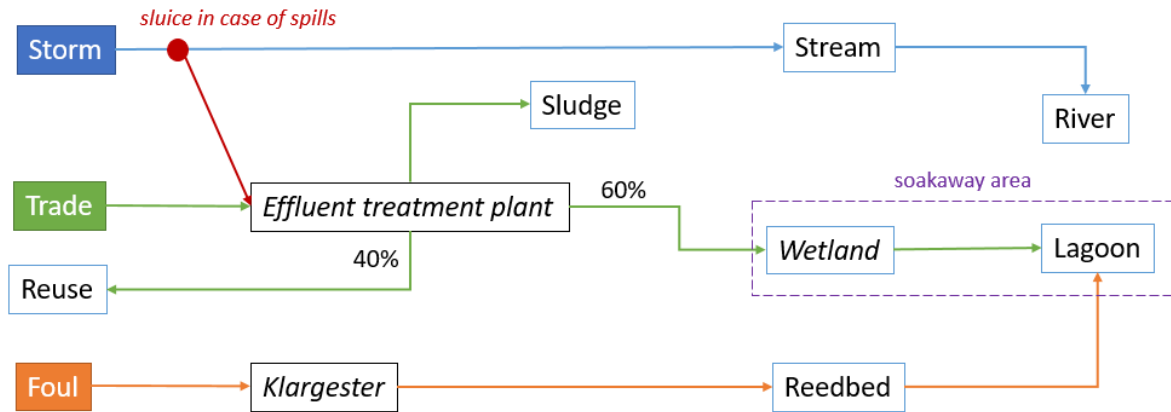 sluice in case of spills
Storm
Stream
Sludge
River
Trade
Effluent treatment plant
60%
soakaway area
Wetland
Lagoon
40%
Reuse
Foul
Klargester
Reedbed